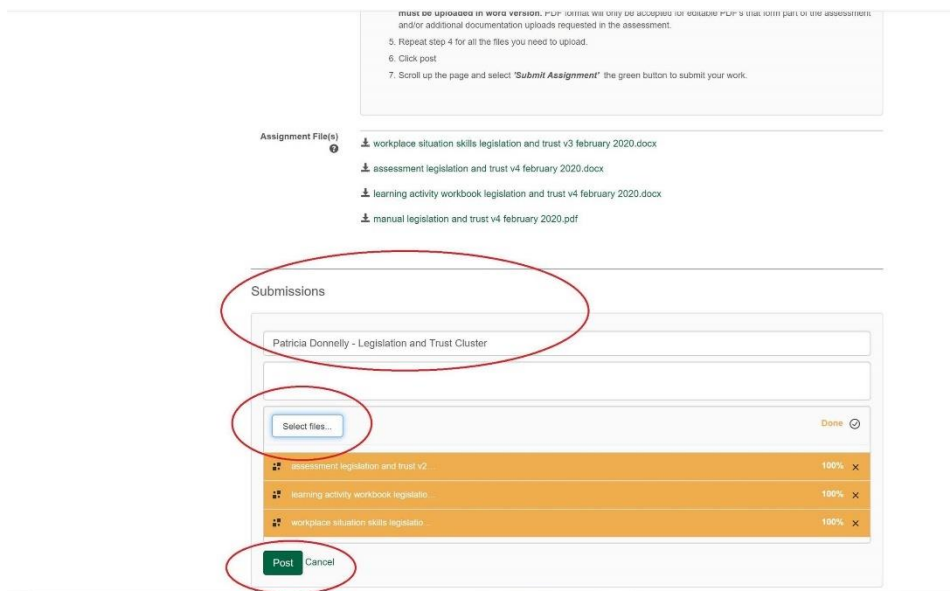 must be uploaded in word version. PDF format will only be accepted for editable PDF's that form part of the assessment
and/or additional documentation uploads requested in the assessment.
5. Repeat step 4 for all the files you need to upload.
6. Click post
7. Scroll up the page and select 'Submit Assignment' the green button to submit your work.
Assignment File(s)
workplace situation skills legislation and trust v3 february 2020.docx
assessment legislation and trust v4 february 2020.docx
learning activity workbook legislation and trust v4 february 2020.docx
manual legislation and trust v4 february 2020.pdf
Submissions
Patricia Donnelly - Legislation and Trust Cluster
Select files...
Done
assessment legislation and trust v2...
100% x
learning activity workbook legislatio...
100% x
workplace situation skills legislatio...
100% x
Post Cancel